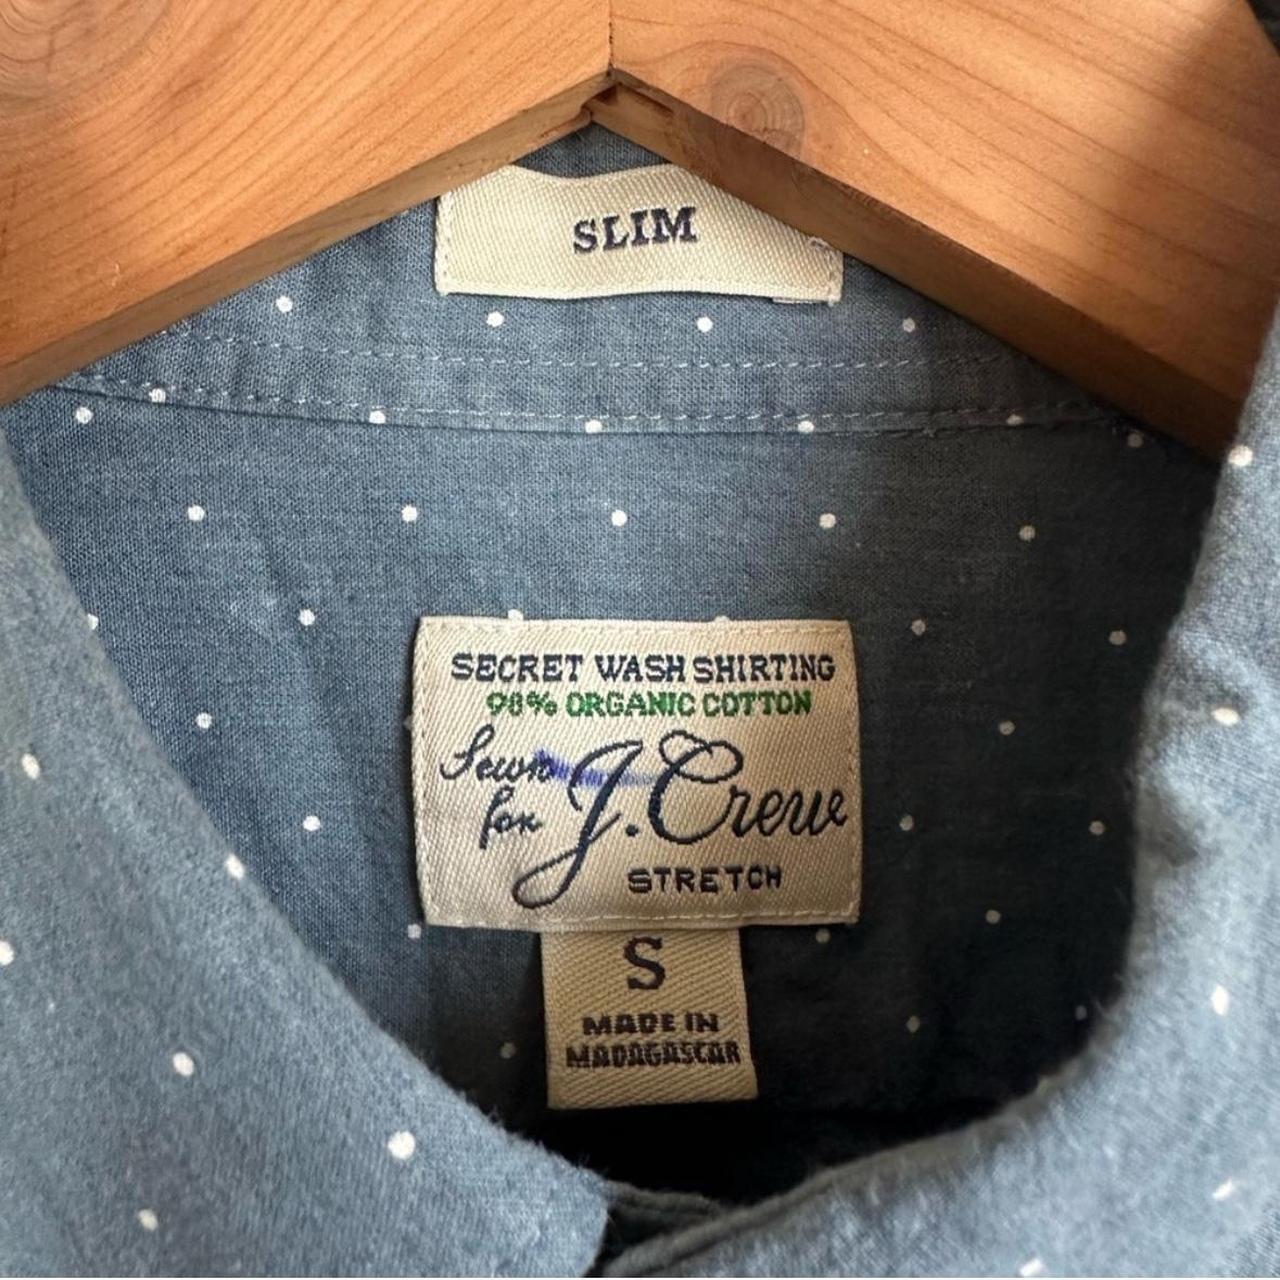 SLIM
SECRET WASH SHIRTING
98% ORGANIC COTTON
Sewn
for J.Crew
STRETCH
S
MADE IN
MADAGASCAR